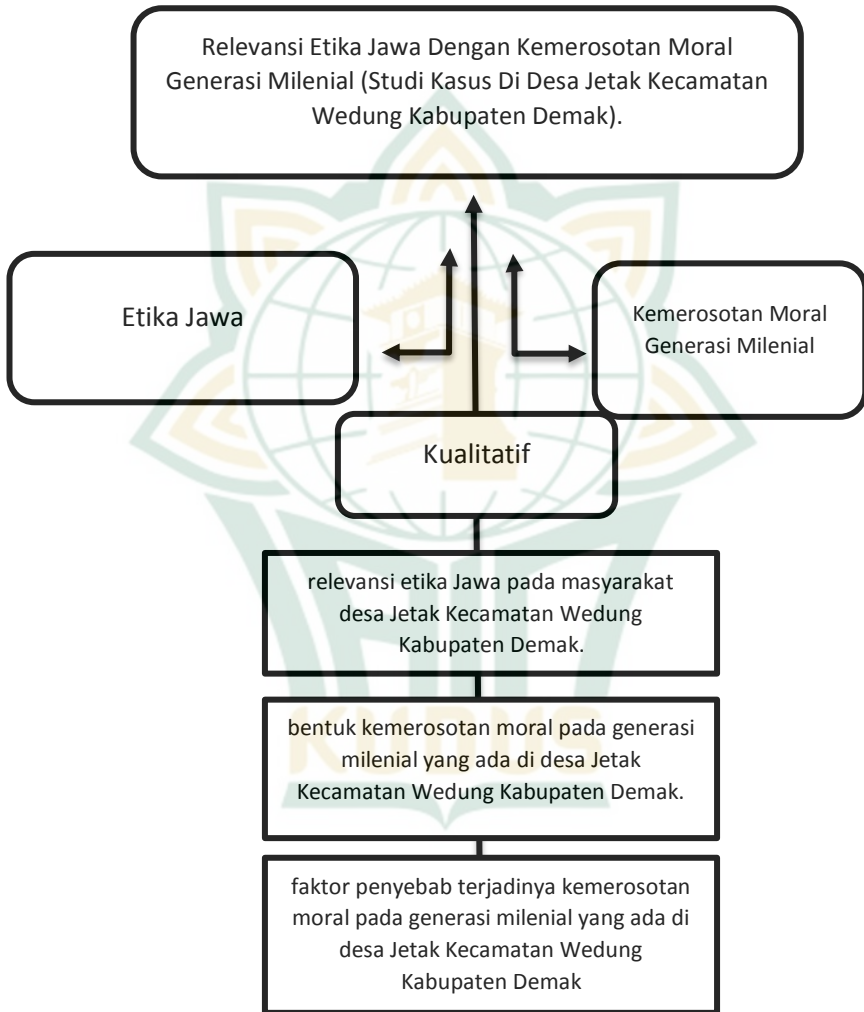 Relevansi Etika Jawa Dengan Kemerosotan Moral
Generasi Milenial (Studi Kasus Di Desa Jetak Kecamatan
Wedung Kabupaten Demak).
Etika Jawa
Kemerosotan Moral
Generasi Milenial
Kualitatif
relevansi etika Jawa pada masyarakat
desa Jetak Kecamatan Wedung
Kabupaten Demak.
bentuk kemerosotan moral pada generasi
milenial yang ada di desa Jetak
Kecamatan Wedung Kabupaten Demak.
faktor penyebab terjadinya kemerosotan
moral pada generasi milenial yang ada di
desa Jetak Kecamatan Wedung
Kabupaten Demak
IAIN
KUDUS